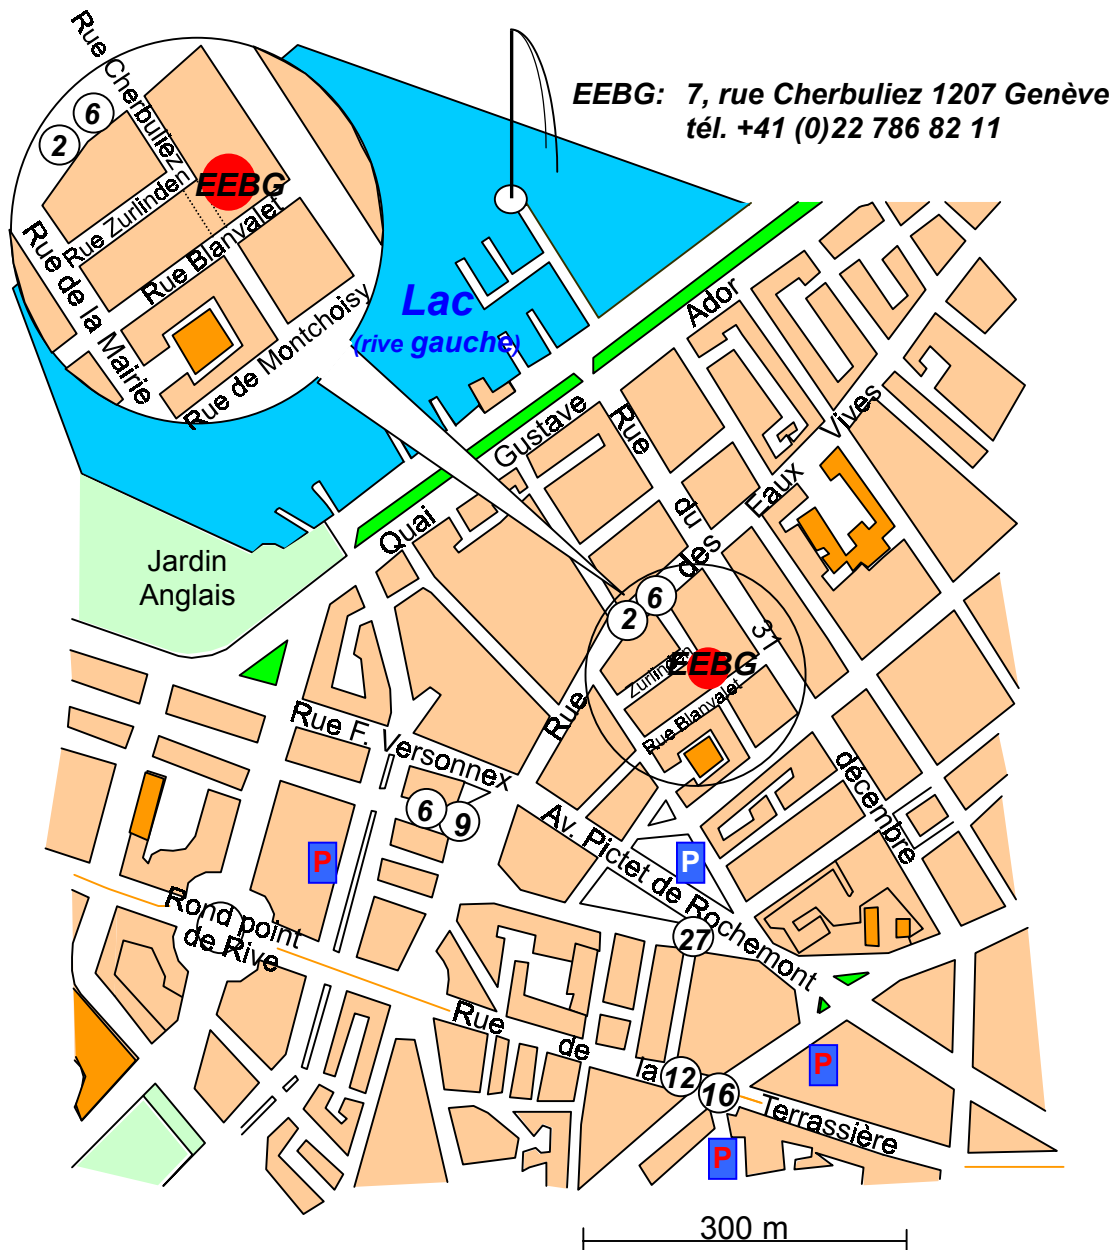 EEBG: 7, rue Cherbuliez 1207 Genève
tél. +41 (0)22 786 82 11
Rue Cherbuliez
6
2
EEBG
Rue Zurlinden
Rue Blanvalet
Rue de la Mairie
Rue de Montchoisy
Lac
(rive gauche)
Quai Gustave Ador
Rue du 31 décembre
Rue des Eaux Vives
Jardin
Anglais
6
2
EEBG
Zurlinden
Rue Blanvalet
Rue F. Versonnex
6
9
Av. Pictet de Rochemont
P
P
Rond point
de Rive
27
Rue de la Terrassière
12
16
P
P
300 m